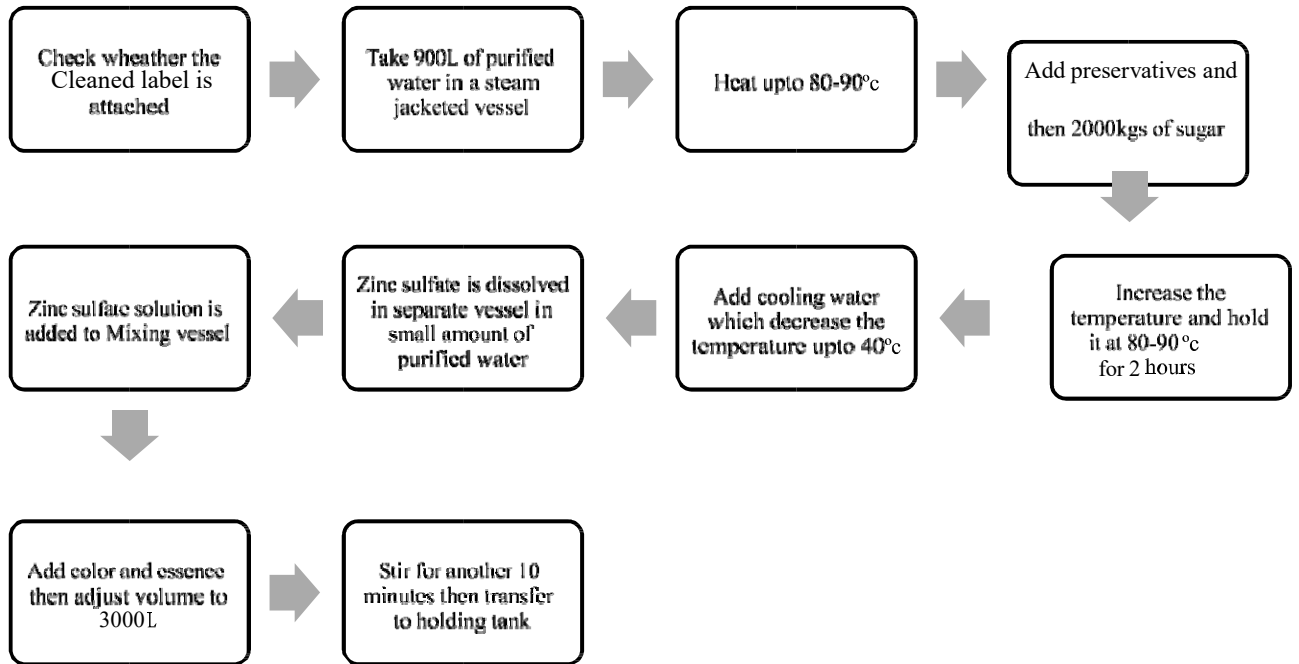 Check wheather the
Cleaned label is
attached
Take 900L of purified
water in a steam
jacketed vessel
Heat upto 80-90°c
Add preservatives and
then 2000kgs of sugar
Increase the
temperature and hold
it at 80-90°c
for 2 hours
Add cooling water
which decrease the
temperature upto 40°c
Zinc sulfate is dissolved
in separate vessel in
small amount of
purified water
Zinc sulfate solution is
added to Mixing vessel
Add color and essence
then adjust volume to
3000L
Stir for another 10
minutes then transfer
to holding tank